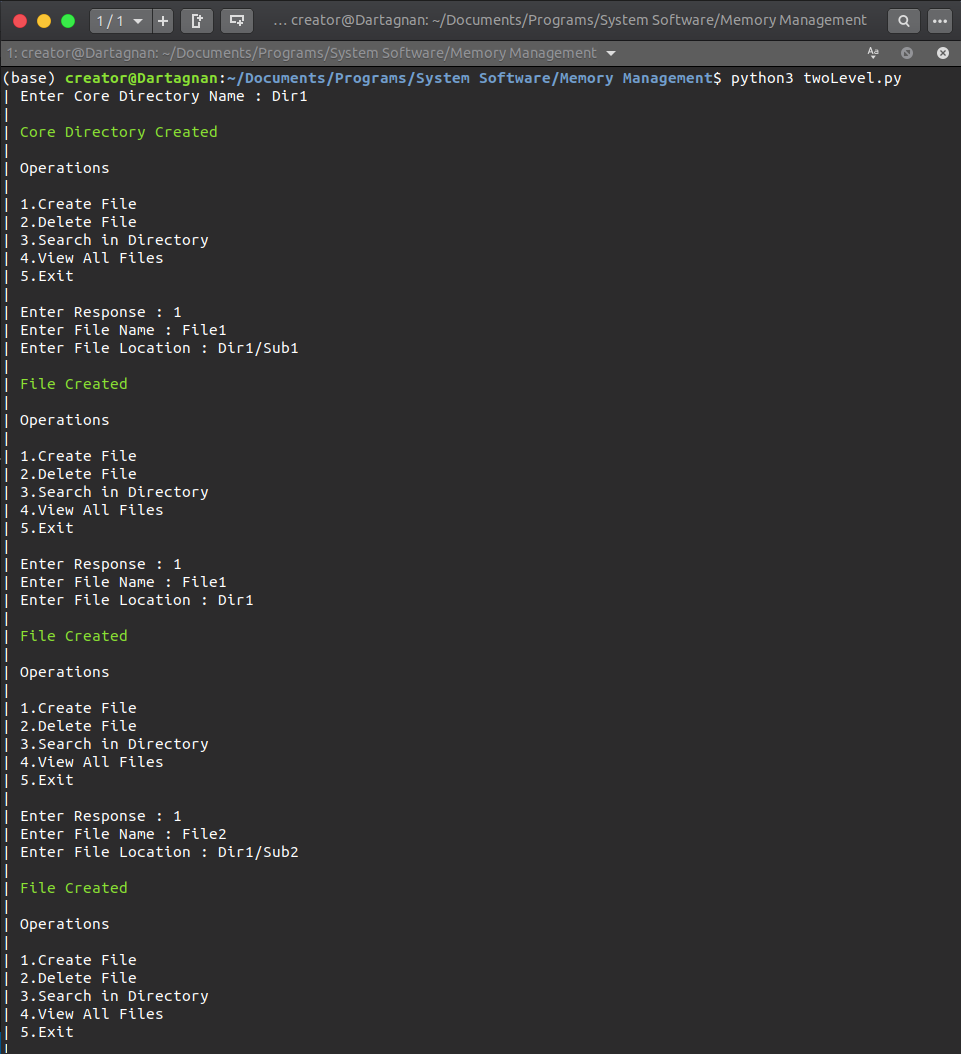 1 / 1
... creator@Dartagnan: ~/Documents/Programs/System Software/Memory Management
1: creator@Dartagnan: ~/Documents/Programs/System Software/Memory Management
(base) creator@Dartagnan:~/Documents/Programs/System Software/Memory Management$ python3 twoLevel.py
| Enter Core Directory Name : Dir1
|
| Core Directory Created
|
| Operations
|
| 1.Create File
| 2.Delete File
| 3.Search in Directory
| 4.View All Files
| 5.Exit
|
| Enter Response : 1
| Enter File Name : File1
| Enter File Location : Dir1/Sub1
|
| File Created
|
| Operations
|
| 1.Create File
| 2.Delete File
| 3.Search in Directory
| 4.View All Files
| 5.Exit
|
| Enter Response : 1
| Enter File Name : File1
| Enter File Location : Dir1
|
| File Created
|
| Operations
|
| 1.Create File
| 2.Delete File
| 3.Search in Directory
| 4.View All Files
| 5.Exit
|
| Enter Response : 1
| Enter File Name : File2
| Enter File Location : Dir1/Sub2
|
| File Created
|
| Operations
|
| 1.Create File
| 2.Delete File
| 3.Search in Directory
| 4.View All Files
| 5.Exit
|